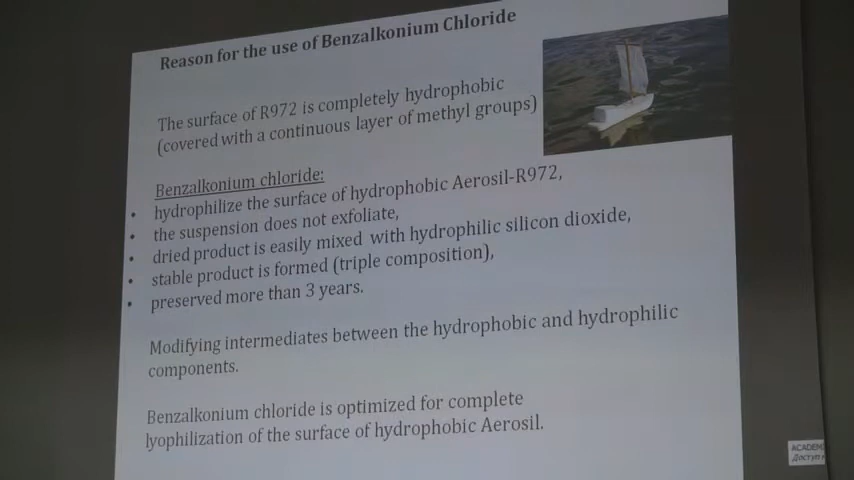 Reason for the use of Benzalkonium Chloride
The surface of R972 is completely hydrophobic
(covered with a continuous layer of methyl groups)
Benzalkonium chloride:
• hydrophilize the surface of hydrophobic Aerosil-R972,
• the suspension does not exfoliate,
• dried product is easily mixed with hydrophilic silicon dioxide,
• stable product is formed (triple composition),
• preserved more than 3 years.
Modifying intermediates between the hydrophobic and hydrophilic
components.
Benzalkonium chloride is optimized for complete
lyophilization of the surface of hydrophobic Aerosil.